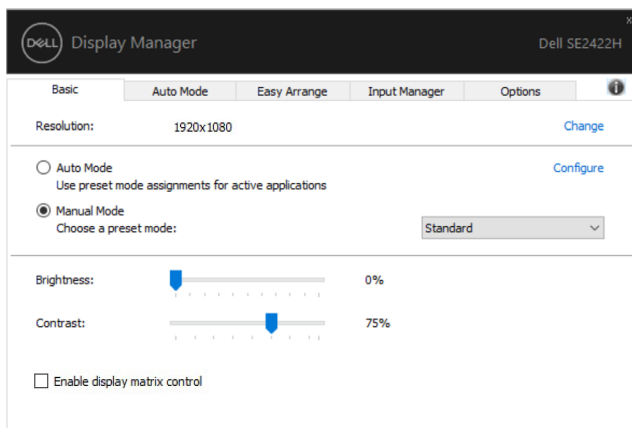 DELL Display Manager Dell SE2422H
Basic Auto Mode Easy Arrange Input Manager Options
Resolution: 1920x1080 Change
Auto Mode Configure
Use preset mode assignments for active applications
Manual Mode
Choose a preset mode: Standard
Brightness: 0%
Contrast: 75%
Enable display matrix control